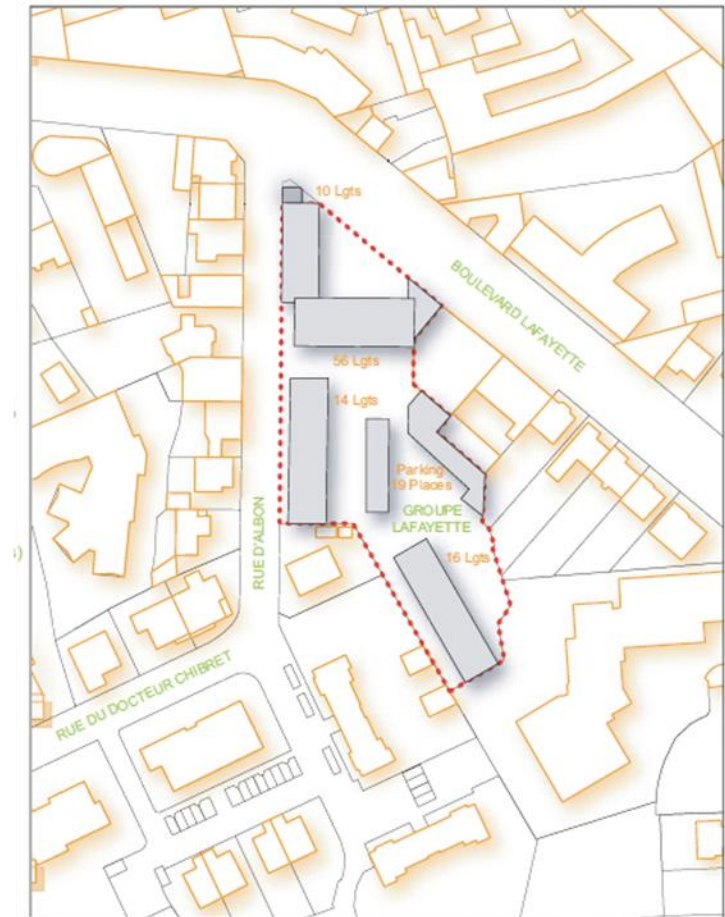 10 Lgts
BOULEVARD LAFAYETTE
56 Lgts
14 Lgts
Parking
19 Places
GROUPE
LAFAYETTE
16 Lgts
RUE D'ALBON
RUE DU DOCTEUR CHIBRET
)
s)